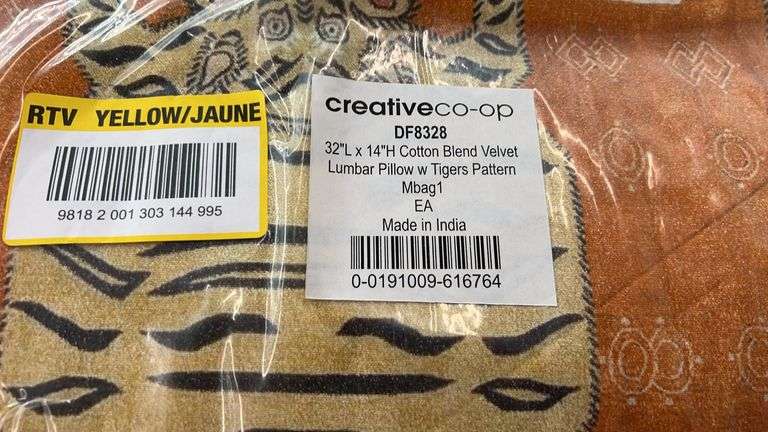 RTV YELLOW/JAUNE
9818 2 001 303 144 995
creativeco-op
DF8328
32"L x 14"H Cotton Blend Velvet
Lumbar Pillow w Tigers Pattern
Mbag1
EA
Made in India
0-0191009-616764